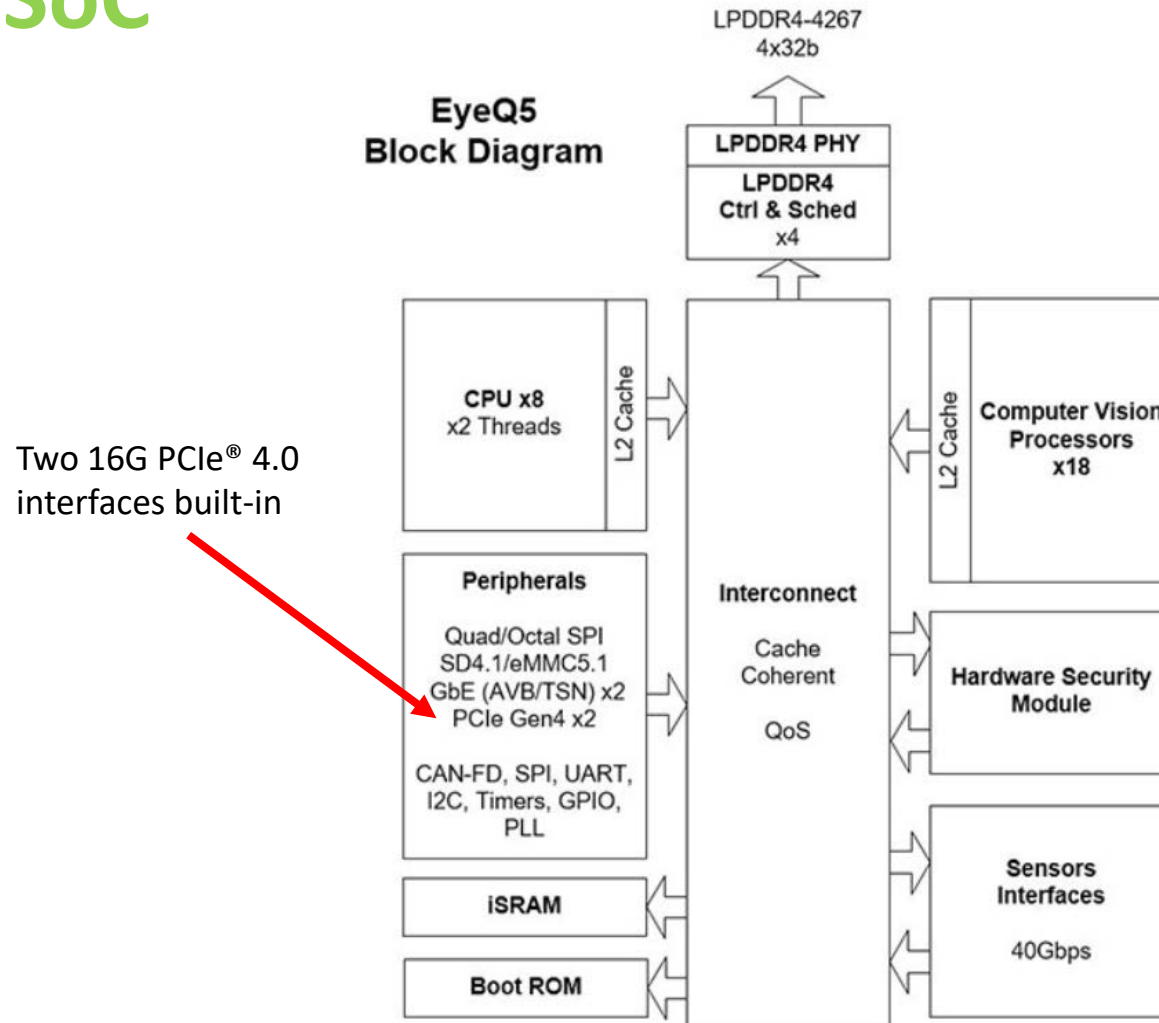 SoC
LPDDR4-4267
4x32b
EyeQ5
Block Diagram
LPDDR4 PHY
LPDDR4
Ctrl & Sched
x4
CPU x8
x2 Threads
L2 Cache
L2 Cache
Computer Vision
Processors
x18
Two 16G PCIe® 4.0
interfaces built-in
Peripherals
Quad/Octal SPI
SD4.1/eMMC5.1
GbE (AVB/TSN) x2
PCIe Gen4 x2
CAN-FD, SPI, UART,
I2C, Timers, GPIO,
PLL
Interconnect
Cache
Coherent
QoS
Hardware Security
Module
Sensors
Interfaces
40Gbps
iSRAM
Boot ROM